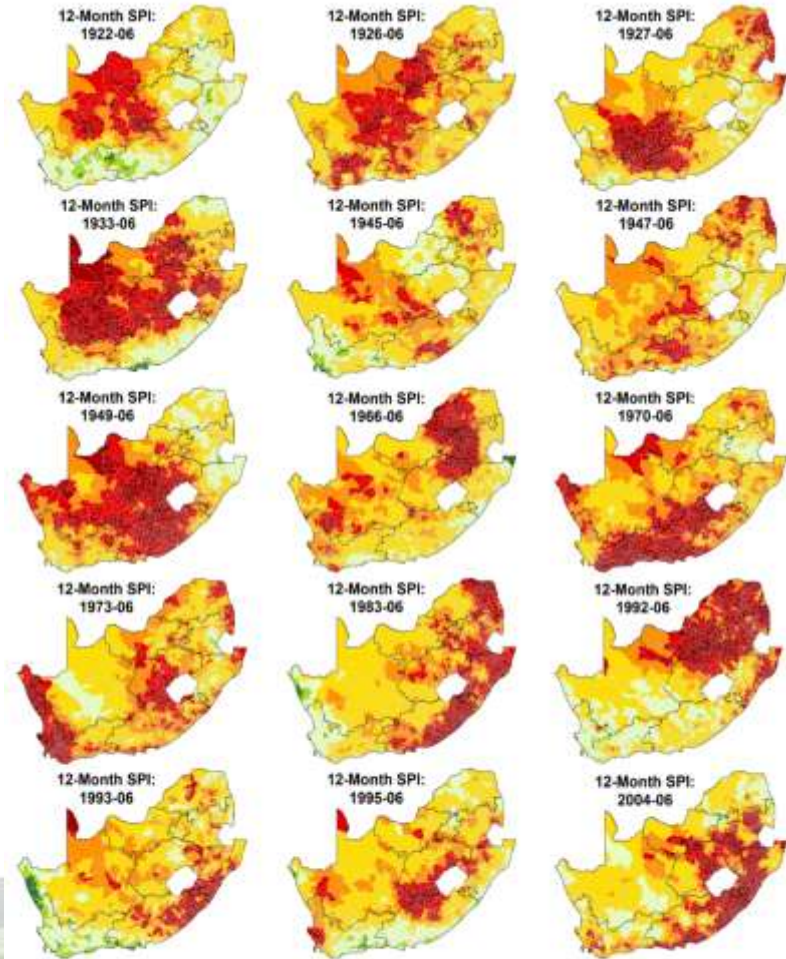 12-Month SPI:
1922-06
12-Month SPI:
1926-06
12-Month SPI:
1927-06
12-Month SPI:
1933-06
12-Month SPI:
1945-06
12-Month SPI:
1947-06
12-Month SPI:
1949-06
12-Month SPI:
1966-06
12-Month SPI:
1970-06
12-Month SPI:
1973-06
12-Month SPI:
1983-06
12-Month SPI:
1992-06
12-Month SPI:
1993-06
12-Month SPI:
1995-06
12-Month SPI:
2004-06